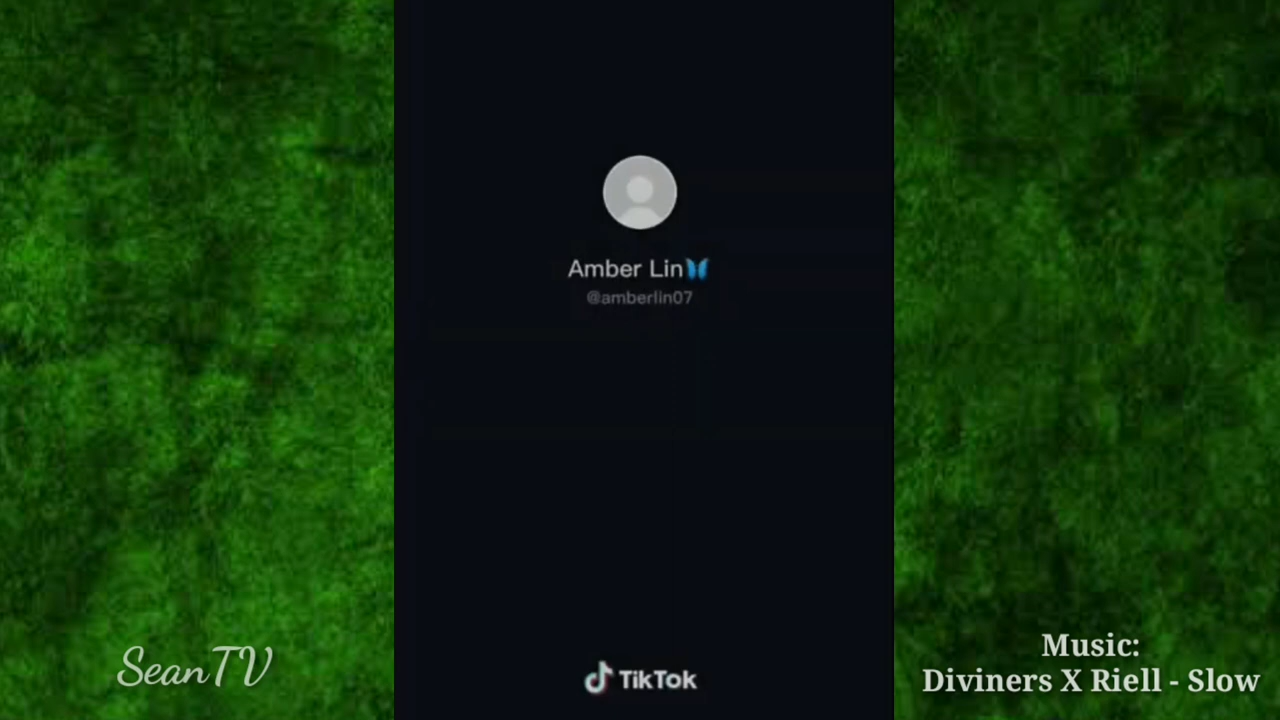 Amber Lin🦋
@amberlin07
TikTok
SeanTV
Music:
Diviners X Riell - Slow